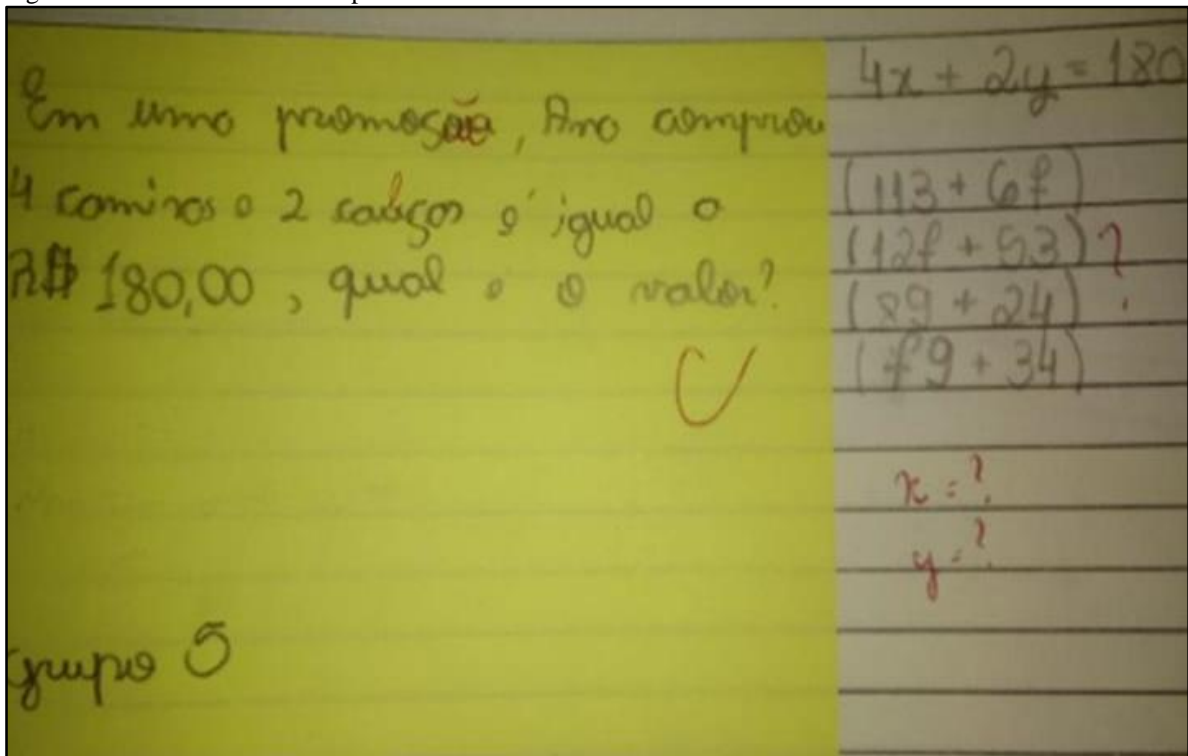 Em uma promoção, Ana comprou
4 camisas e 2 calças e' igual a
R$ 180,00, qual e o valor?
Grupo 5
4x + 2y = 180
(113 + 67)
(127 + 53) ?
(89 + 24)
(79 + 34)
x = ?
y = ?